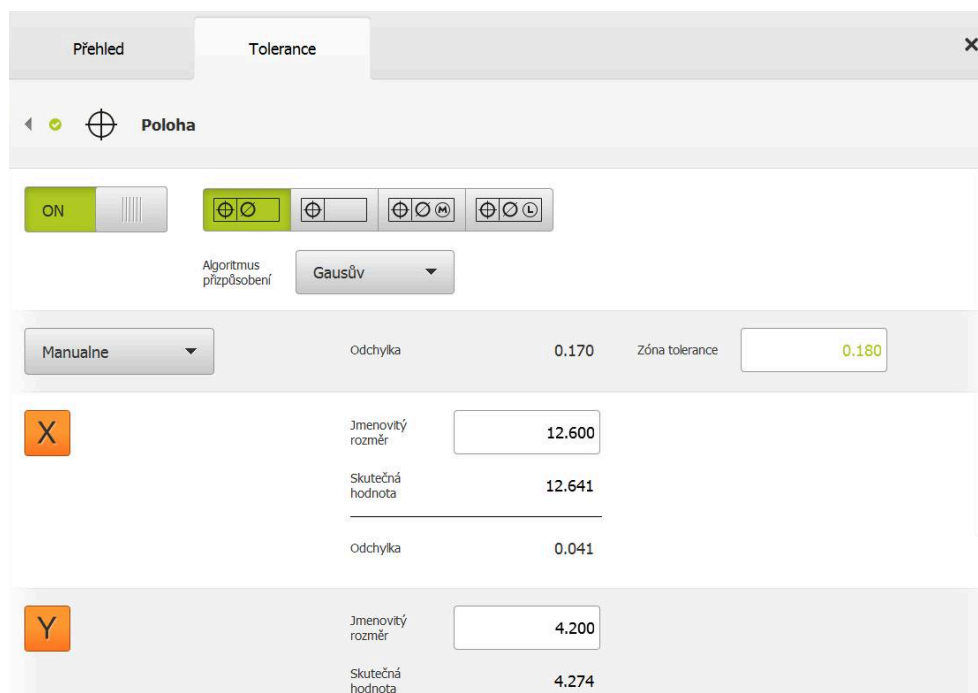 Přehled
Tolerance
Poloha
ON
M
L
Algoritmus
přizpůsobení
Gausův
Manualne
Odchylka
0.170
Zóna tolerance
0.180
X
Jmenovitý
rozměr
12.600
Skutečná
hodnota
12.641
Odchylka
0.041
Y
Jmenovitý
rozměr
4.200
Skutečná
hodnota
4.274